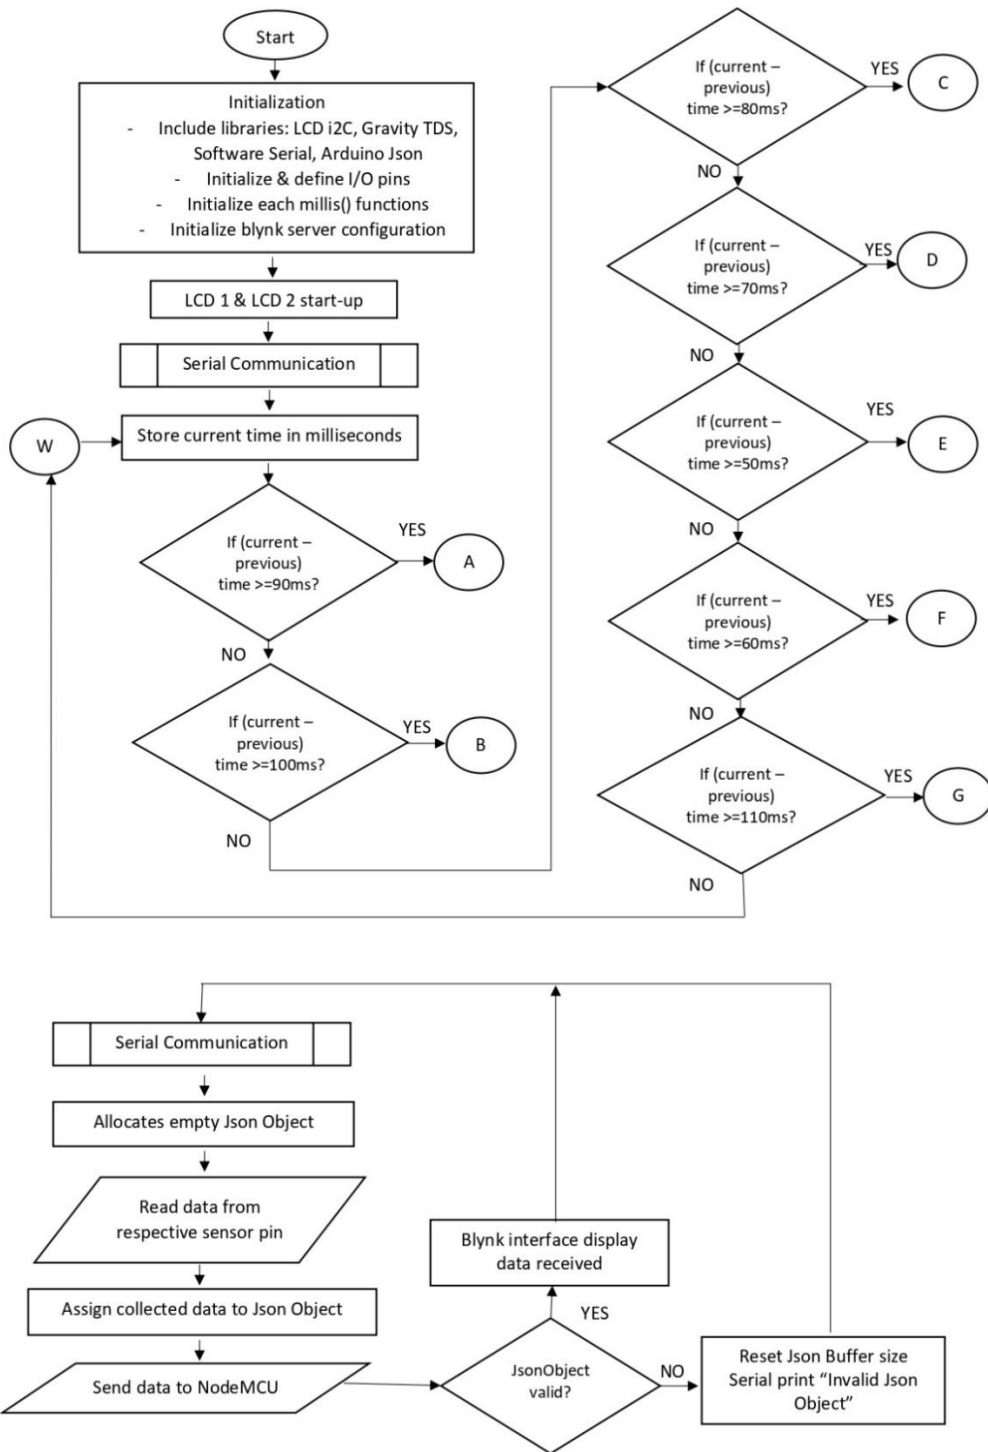 Start
Initialization
- Include libraries: LCD i2C, Gravity TDS,
Software Serial, Arduino Json
- Initialize & define I/O pins
- Initialize each millis() functions
- Initialize blynk server configuration
LCD 1 & LCD 2 start-up
Serial Communication
W
Store current time in milliseconds
If (current –
previous)
time >=90ms?
YES
A
NO
If (current –
previous)
time >=100ms?
YES
B
NO
If (current –
previous)
time >=80ms?
YES
C
NO
If (current –
previous)
time >=70ms?
YES
D
NO
If (current –
previous)
time >=50ms?
YES
E
NO
If (current –
previous)
time >=60ms?
YES
F
NO
If (current –
previous)
time >=110ms?
YES
G
NO
Serial Communication
Allocates empty Json Object
Read data from
respective sensor pin
Assign collected data to Json Object
Send data to NodeMCU
Blynk interface display
data received
YES
JsonObject
valid?
NO
Reset Json Buffer size
Serial print “Invalid Json
Object”